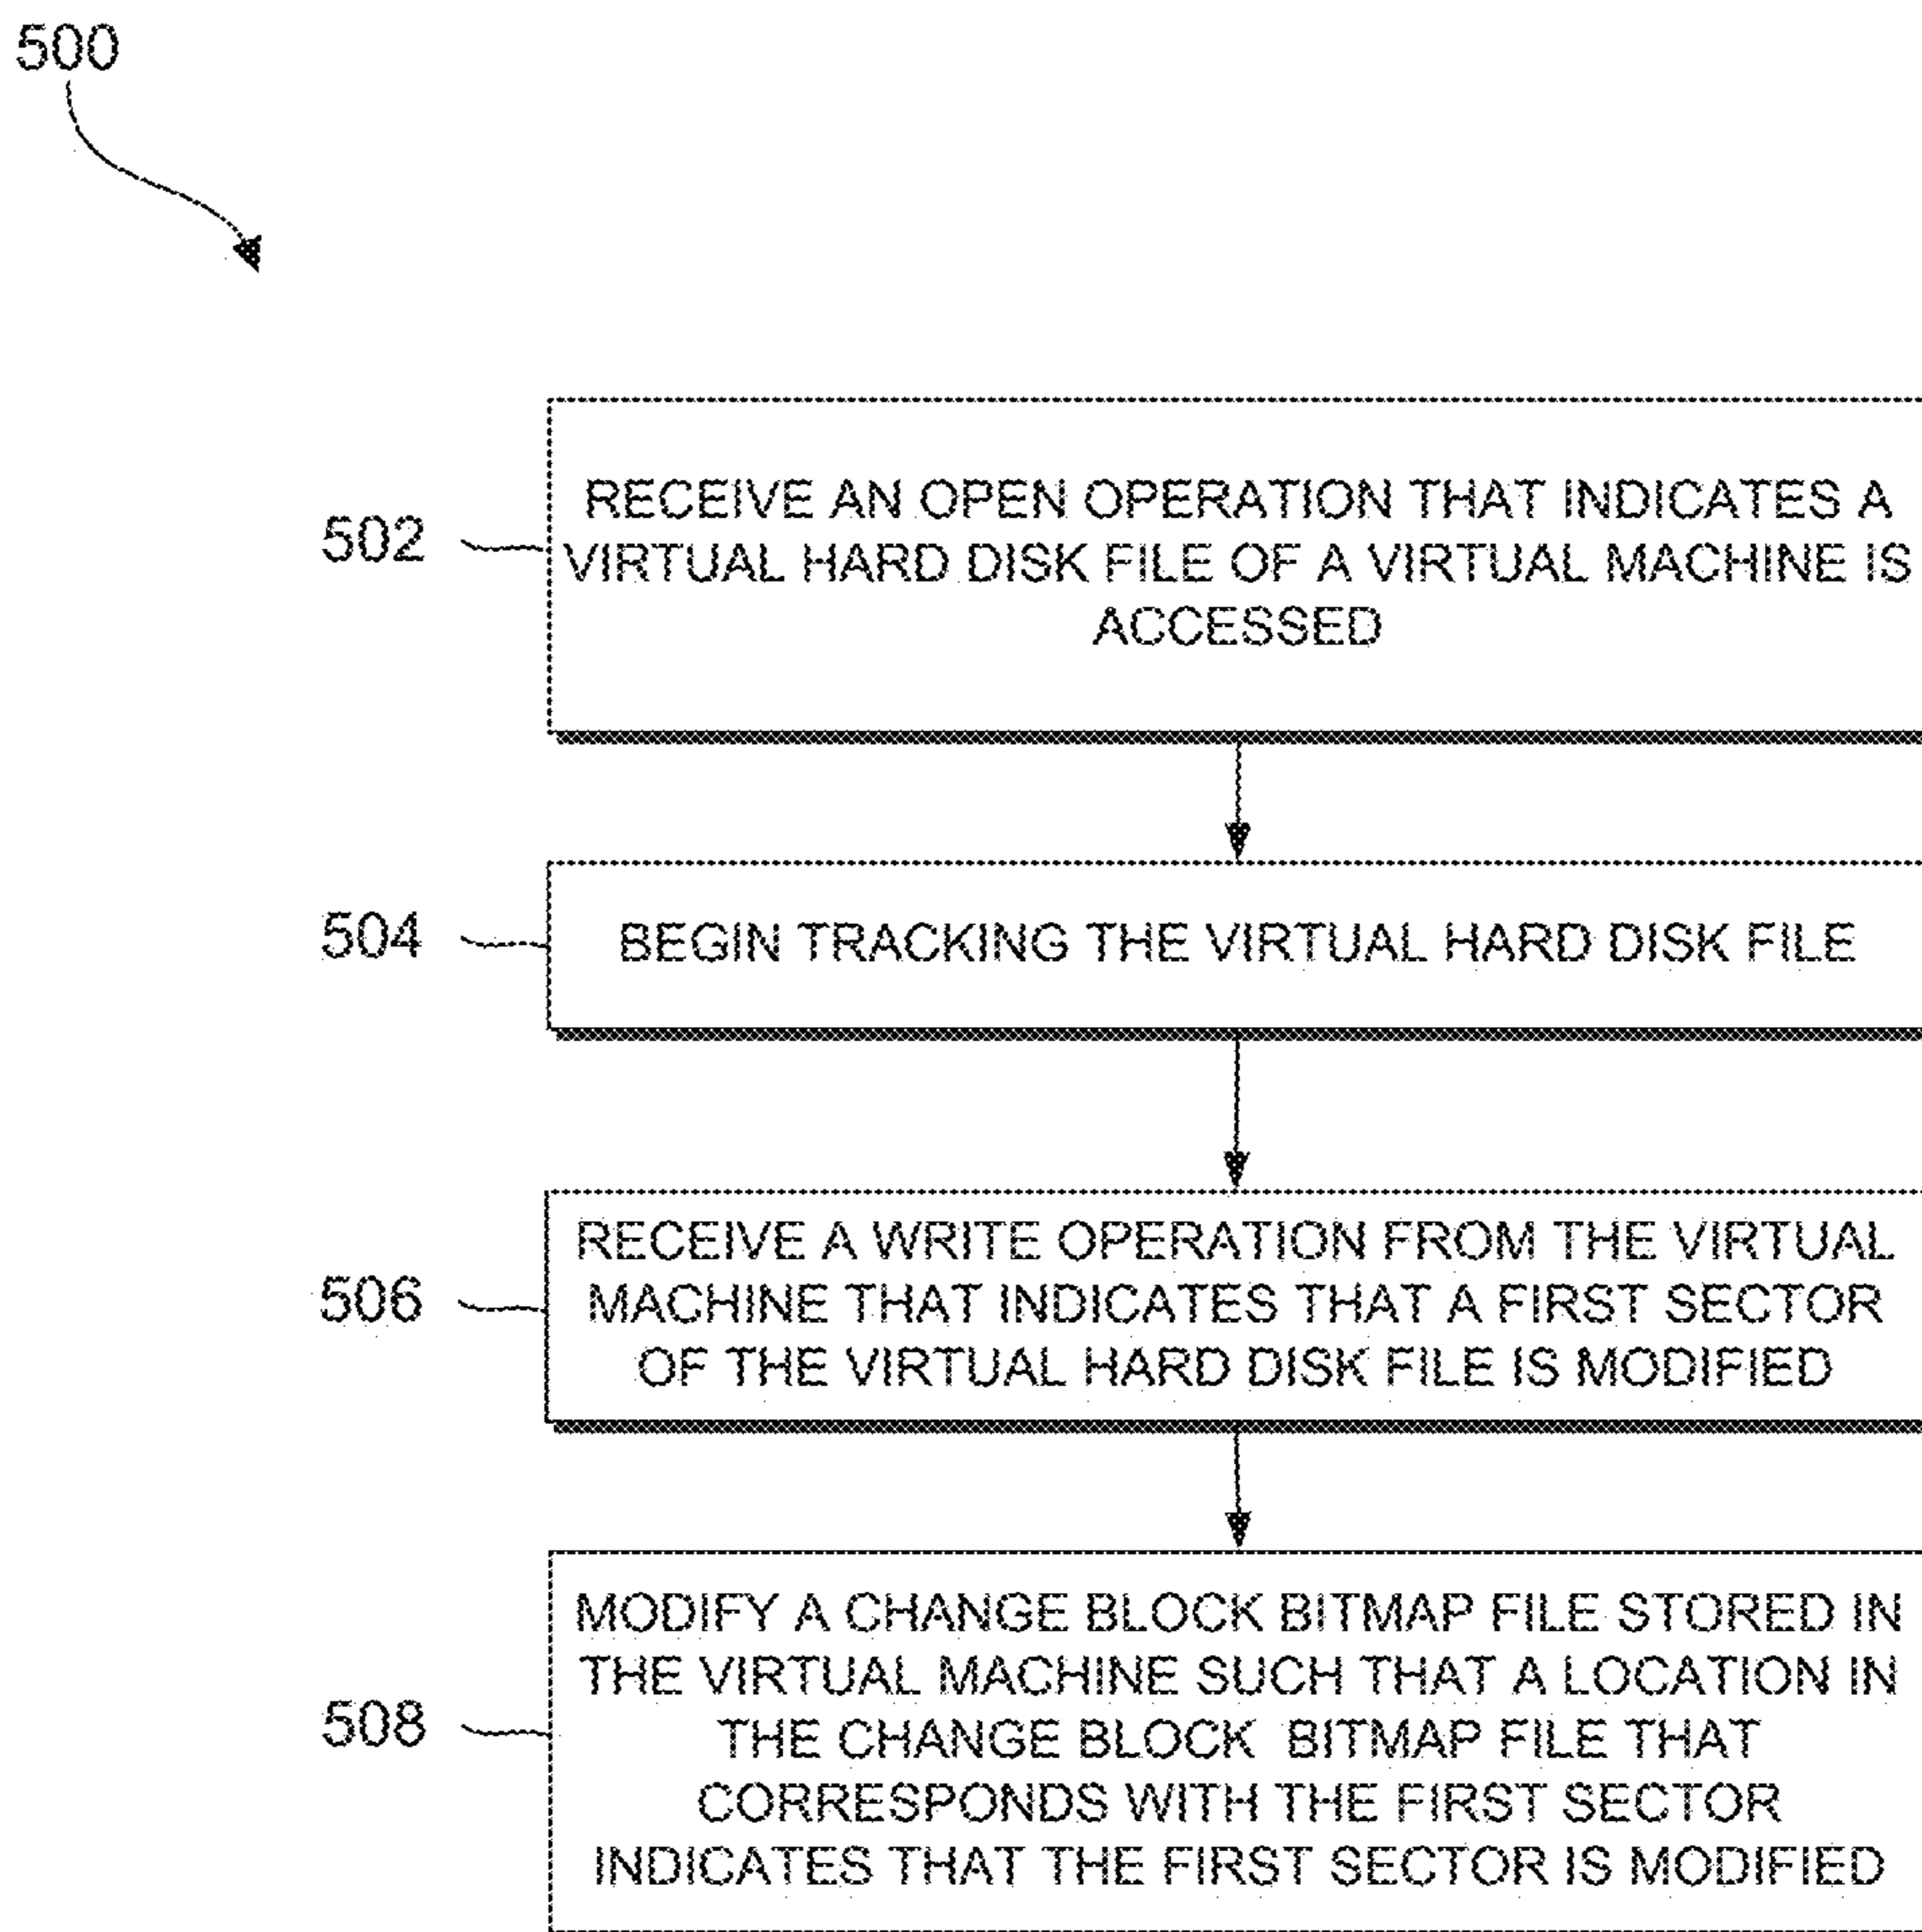 500
502
RECEIVE AN OPEN OPERATION THAT INDICATES A
VIRTUAL HARD DISK FILE OF A VIRTUAL MACHINE IS
ACCESSED
504
BEGIN TRACKING THE VIRTUAL HARD DISK FILE
506
RECEIVE A WRITE OPERATION FROM THE VIRTUAL
MACHINE THAT INDICATES THAT A FIRST SECTOR
OF THE VIRTUAL HARD DISK FILE IS MODIFIED
508
MODIFY A CHANGE BLOCK BITMAP FILE STORED IN
THE VIRTUAL MACHINE SUCH THAT A LOCATION IN
THE CHANGE BLOCK BITMAP FILE THAT
CORRESPONDS WITH THE FIRST SECTOR
INDICATES THAT THE FIRST SECTOR IS MODIFIED